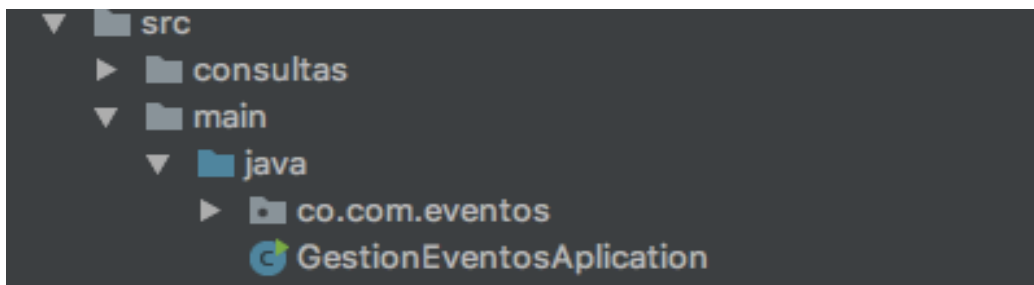 src
consultas
main
java
co.com.eventos
GestionEventosAplication